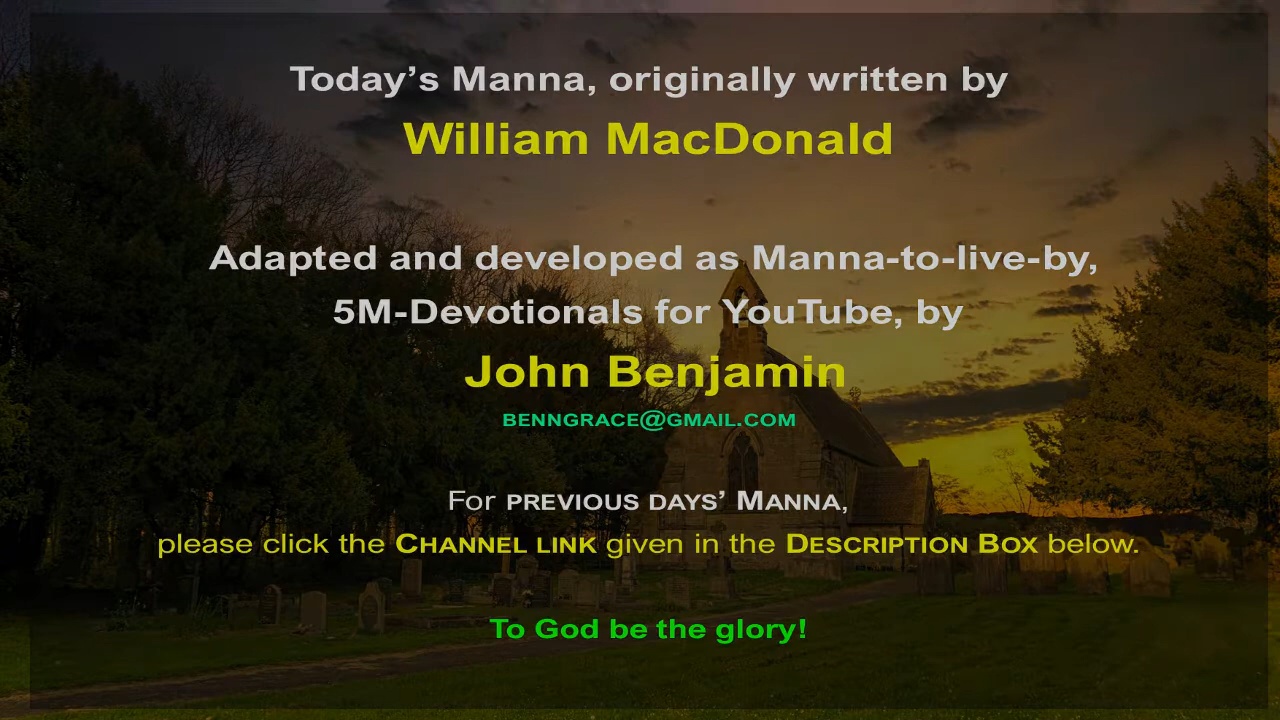 Today’s Manna, originally written by
William MacDonald
Adapted and developed as Manna-to-live-by,
5M-Devotionals for YouTube, by
John Benjamin
BENNGRACE@GMAIL.COM
For PREVIOUS DAYS’ MANNA,
please click the CHANNEL LINK given in the DESCRIPTION BOX below.
To God be the glory!